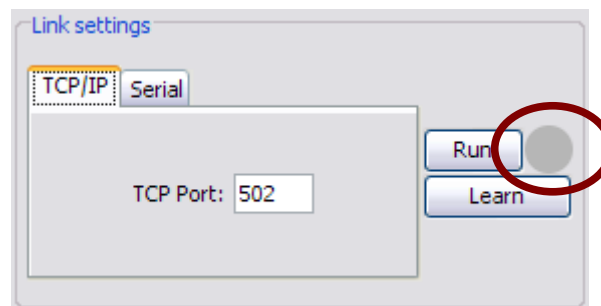 Link settings
TCP/IP Serial
Run
TCP Port: 502
Learn